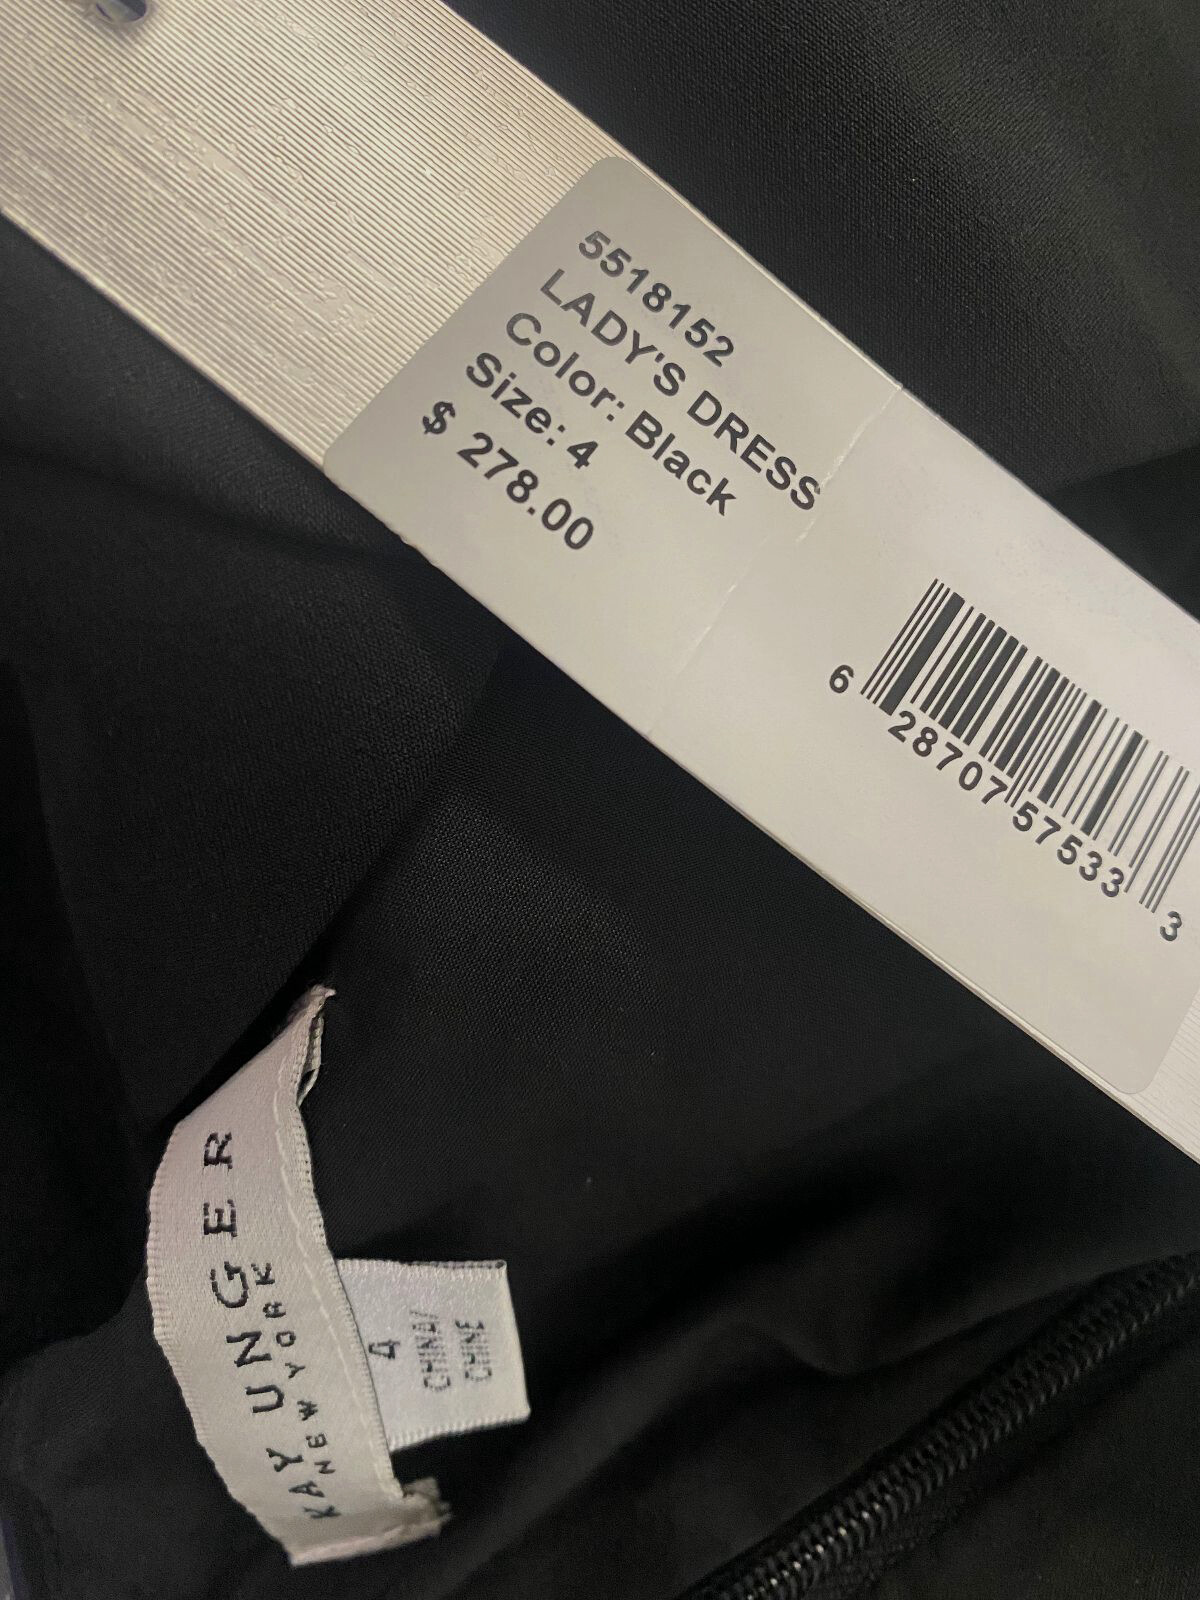 5518152
LADY'S DRESS
Color: Black
Size: 4
$ 278.00
6 28707 57533 3
KAY UNGER
NEW YORK
4
CHINA/
CHINE